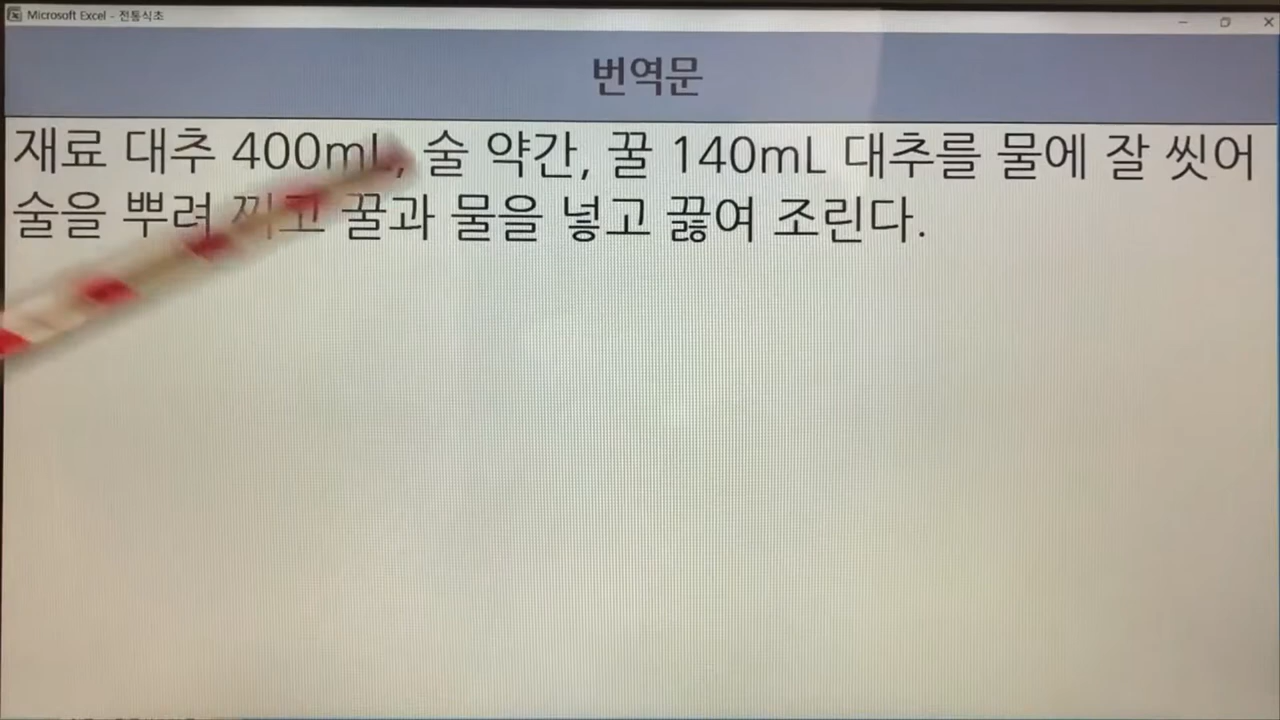 Microsoft Excel - 전통식초
번역문
재료 대추 400mL, 술 약간, 꿀 140mL 대추를 물에 잘 씻어
술을 뿌려 찌고 꿀과 물을 넣고 끓여 조린다.